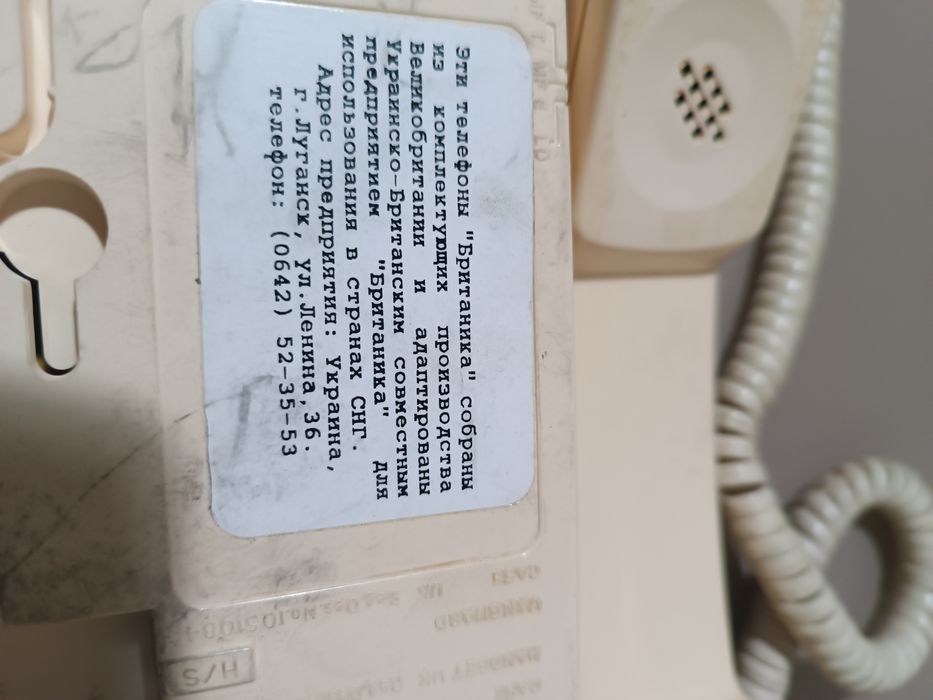 Эти телефоны "Британика" собраны
из комплектующих производства
Великобритании и адаптированы
Украинско-Британским совместным
предприятием "Британика" для
использования в странах СНГ.
Адрес предприятия: Украина,
г.Луганск, ул.Ленина,36.
телефон: (0642) 52-35-53
H/S